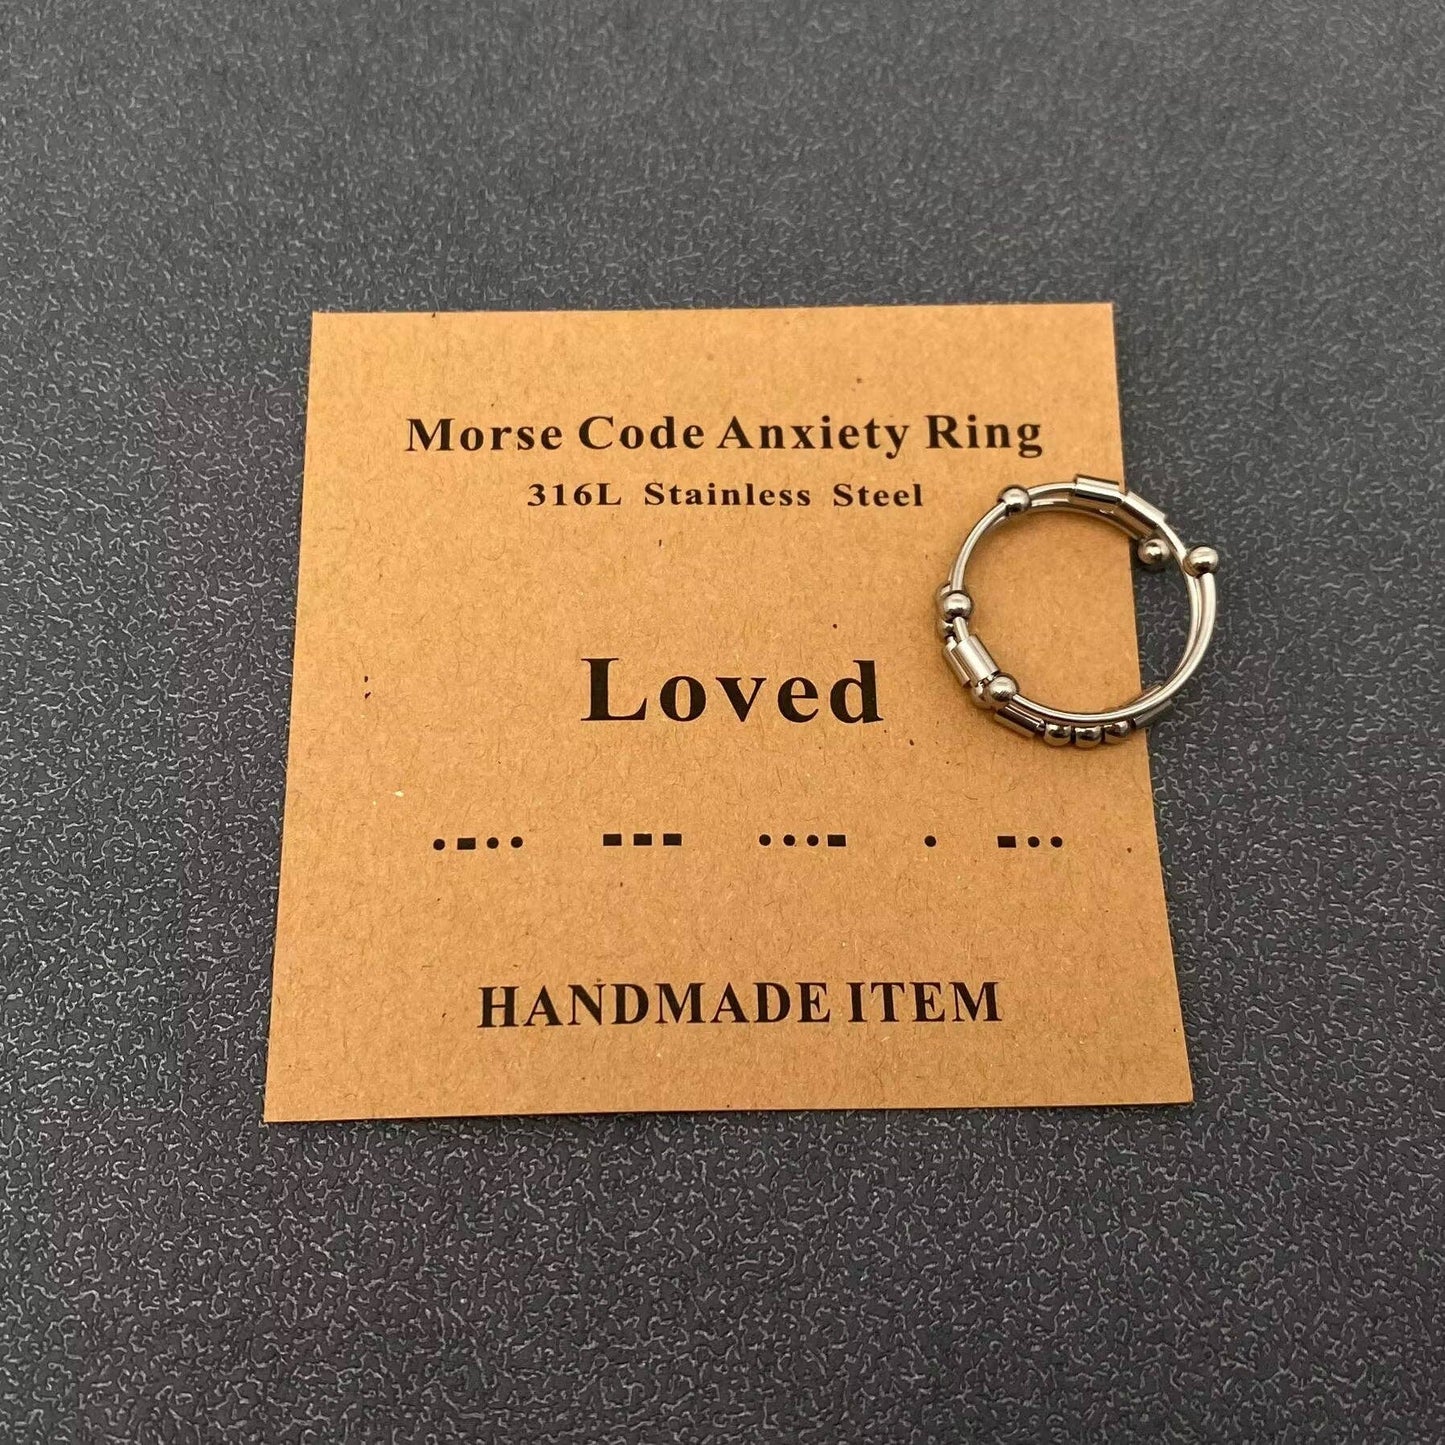 Morse Code Anxiety Ring
316L Stainless Steel
Loved
·-·· --- ···- · -··
HANDMADE ITEM